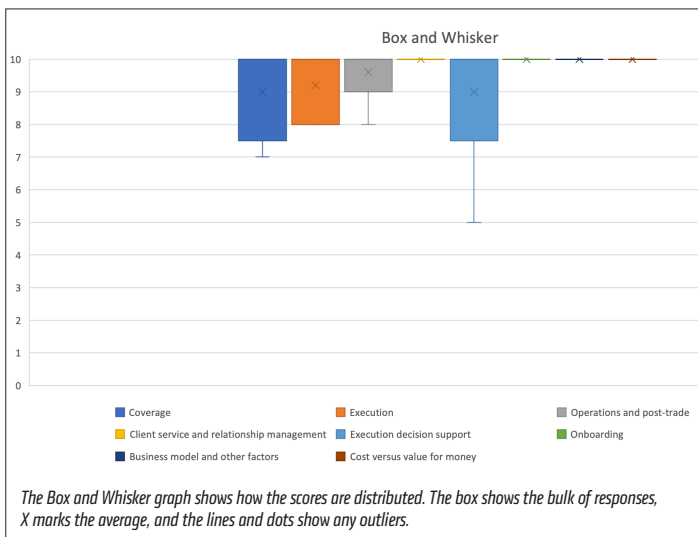 Box and Whisker
10
9
8
7
6
5
4
3
2
1
0
Coverage
Execution
Operations and post-trade
Client service and relationship management
Execution decision support
Onboarding
Business model and other factors
Cost versus value for money
The Box and Whisker graph shows how the scores are distributed. The box shows the bulk of responses,
X marks the average, and the lines and dots show any outliers.